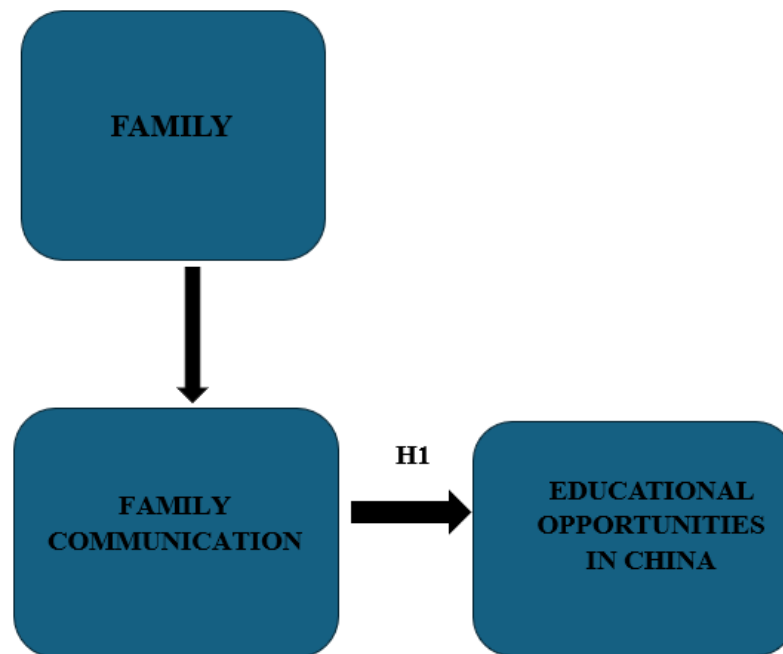 FAMILY
FAMILY
COMMUNICATION
H1
EDUCATIONAL
OPPORTUNITIES
IN CHINA